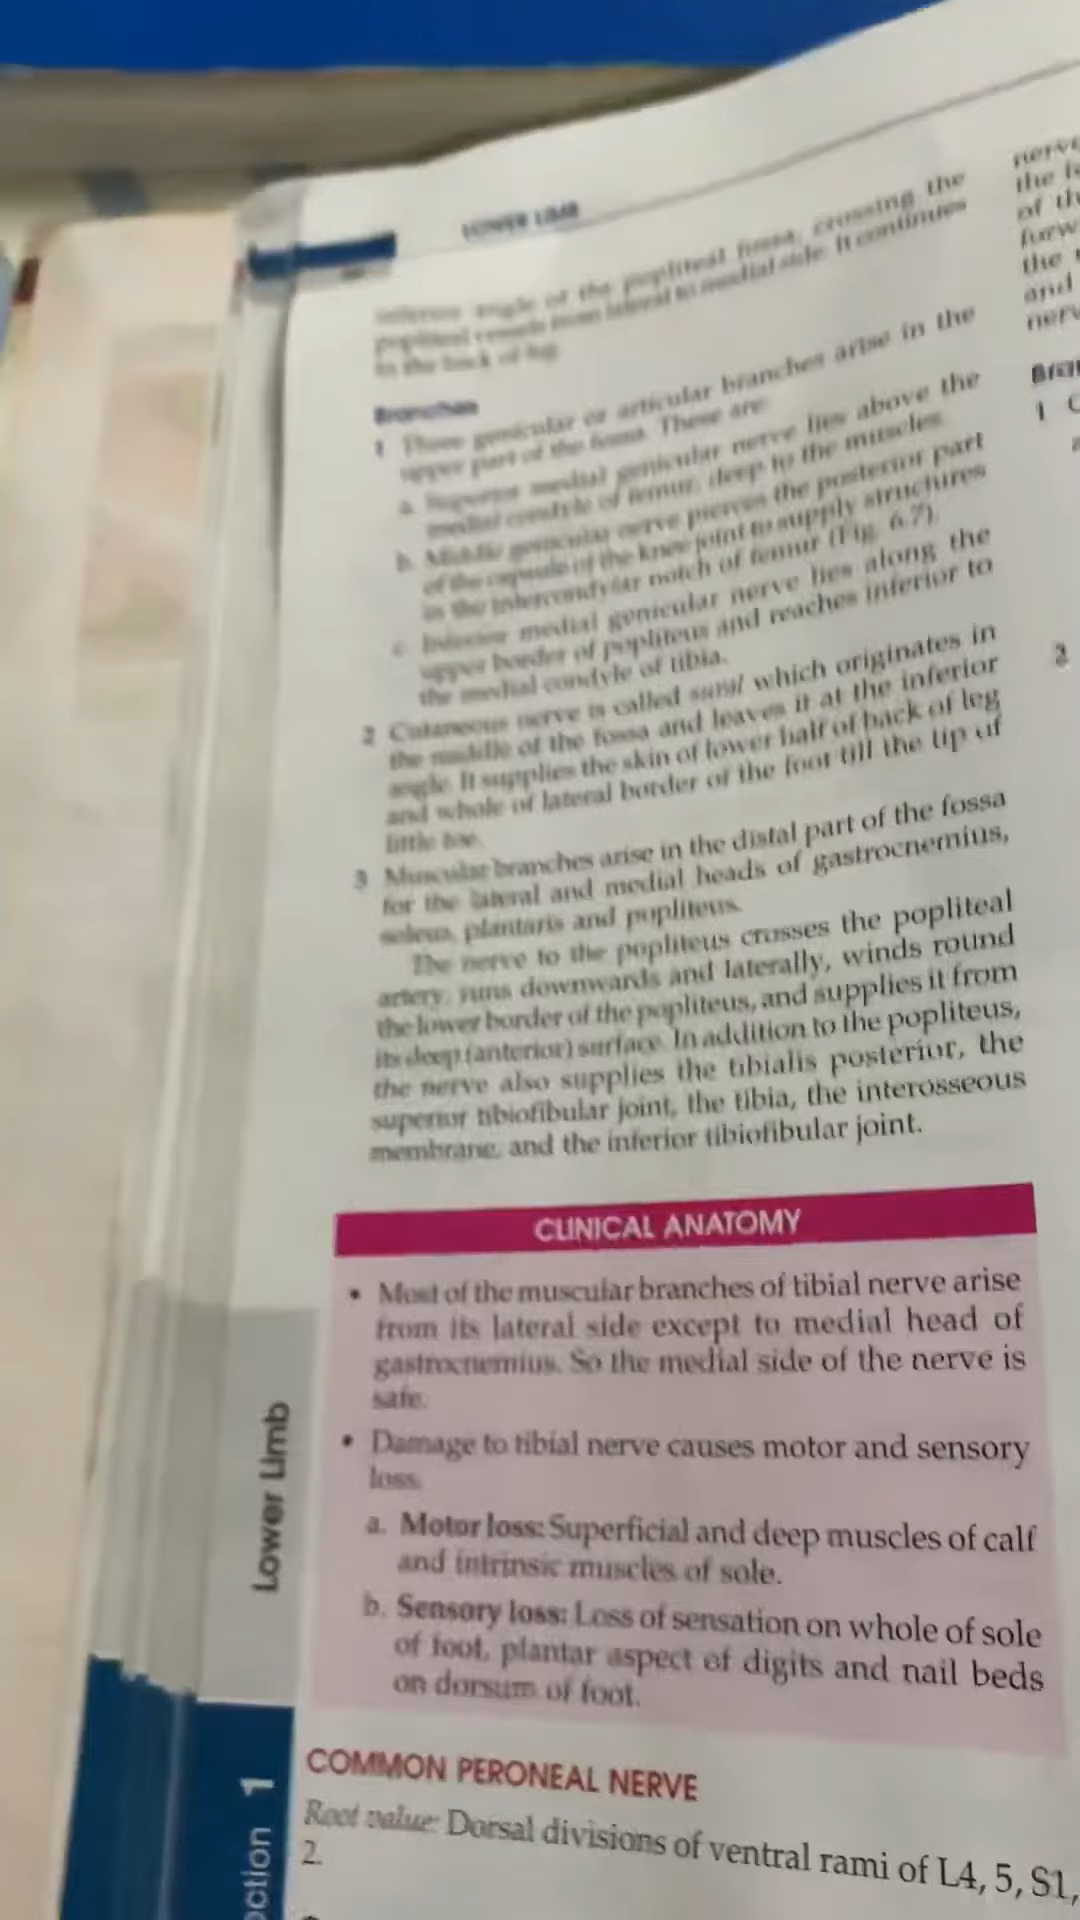 LOWER LIMB
inferior angle of the popliteal fossa, crossing the
popliteal vessels from lateral to medial side. It continues
in the back of leg.
Branches
1 Three genicular or articular branches arise in the
upper part of the fossa. These are:
a. Superior medial genicular nerve lies above the
medial condyle of femur, deep to the muscles.
b. Middle genicular nerve pierces the posterior part
of the capsule of the knee joint to supply structures
in the intercondylar notch of femur (Fig. 6.7).
c. Inferior medial genicular nerve lies along the
upper border of popliteus and reaches inferior to
the medial condyle of tibia.
2 Cutaneous nerve is called sural which originates in
the middle of the fossa and leaves it at the inferior
angle. It supplies the skin of lower half of back of leg
and whole of lateral border of the foot till the tip of
little toe.
3 Muscular branches arise in the distal part of the fossa
for the lateral and medial heads of gastrocnemius,
soleus, plantaris and popliteus.
The nerve to the popliteus crosses the popliteal
artery, runs downwards and laterally, winds round
the lower border of the popliteus, and supplies it from
its deep (anterior) surface. In addition to the popliteus,
the nerve also supplies the tibialis posterior, the
superior tibiofibular joint, the tibia, the interosseous
membrane, and the inferior tibiofibular joint.
CLINICAL ANATOMY
• Most of the muscular branches of tibial nerve arise
from its lateral side except to medial head of
gastrocnemius. So the medial side of the nerve is
safe.
• Damage to tibial nerve causes motor and sensory
loss.
a. Motor loss: Superficial and deep muscles of calf
and intrinsic muscles of sole.
b. Sensory loss: Loss of sensation on whole of sole
of foot, plantar aspect of digits and nail beds
on dorsum of foot.
COMMON PERONEAL NERVE
Root value: Dorsal divisions of ventral rami of L4, 5, S1,
2.
Lower Limb
ction 1
nerve
the
of
the
and
1
2